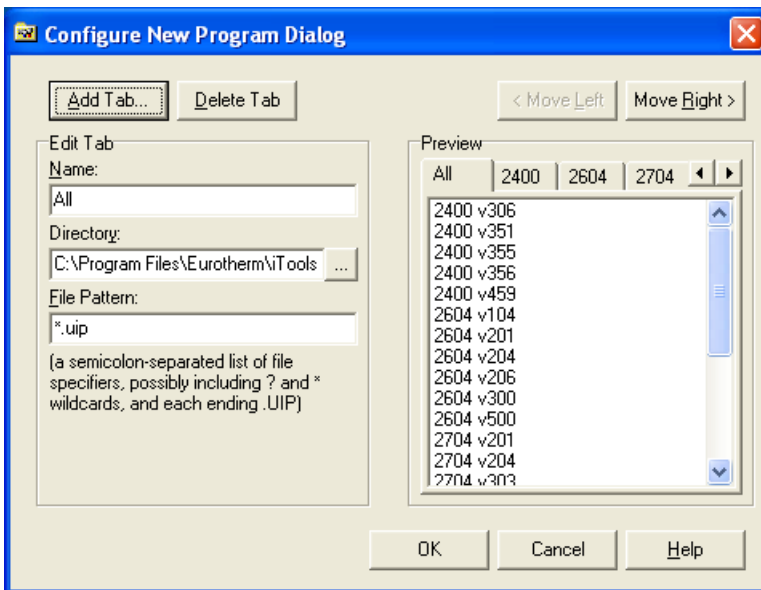 Configure New Program Dialog
Add Tab...
Delete Tab
< Move Left
Move Right >
Edit Tab
Name:
All
Directory:
C:\Program Files\Eurotherm\iTools
...
File Pattern:
*.uip
(a semicolon-separated list of file
specifiers, possibly including ? and *
wildcards, and each ending .UIP)
Preview
All 2400 2604 2704
2400 v306
2400 v351
2400 v355
2400 v356
2400 v459
2604 v104
2604 v201
2604 v204
2604 v206
2604 v300
2604 v500
2704 v201
2704 v204
2704 v303
OK
Cancel
Help